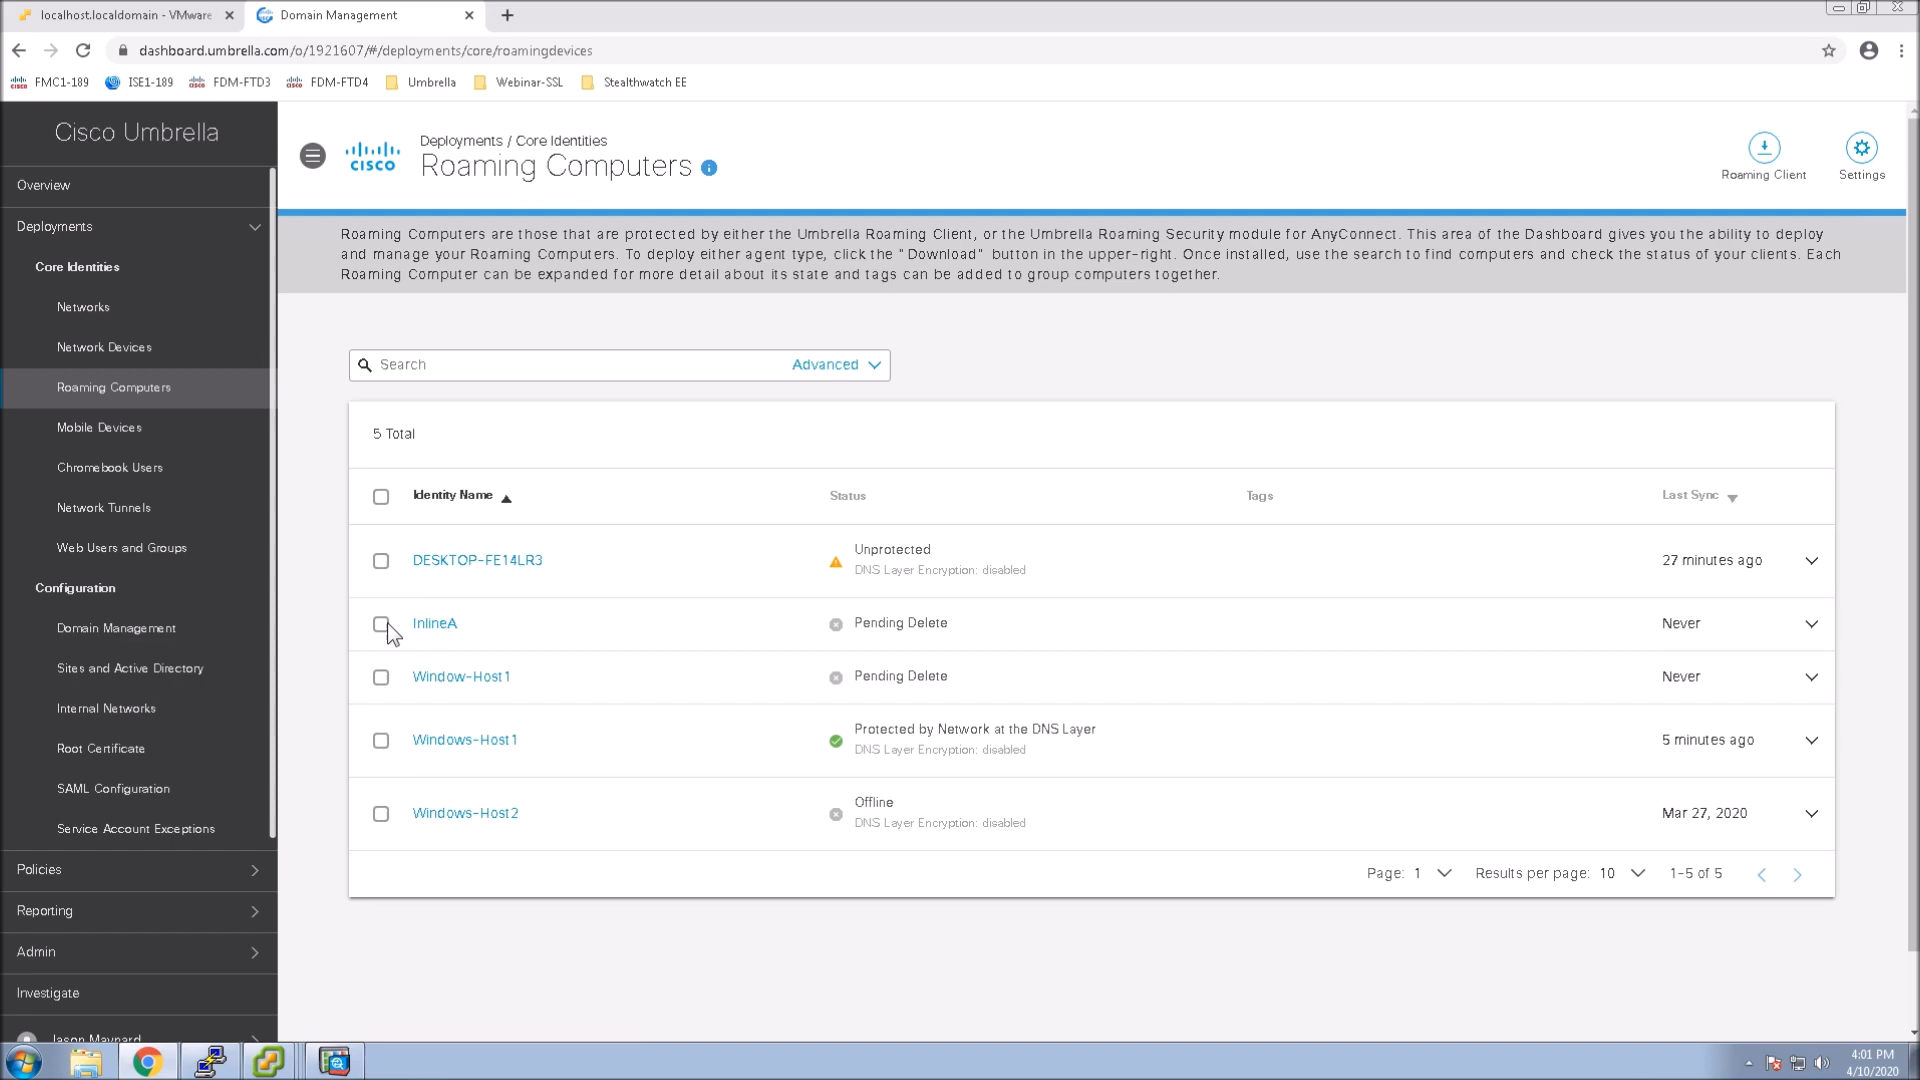 localhost.localdomain - VMware
Domain Management
dashboard.umbrella.com/o/1921607/#/deployments/core/roamingdevices
FMC1-189
ISE1-189
FDM-FTD3
FDM-FTD4
Umbrella
Webinar-SSL
Stealthwatch EE
Cisco Umbrella
Overview
Deployments
Core Identities
Networks
Network Devices
Roaming Computers
Mobile Devices
Chromebook Users
Network Tunnels
Web Users and Groups
Configuration
Domain Management
Sites and Active Directory
Internal Networks
Root Certificate
SAML Configuration
Service Account Exceptions
Policies
Reporting
Admin
Investigate
Jason Maynard
CISCO
Deployments / Core Identities
Roaming Computers
Roaming Client
Settings
Roaming Computers are those that are protected by either the Umbrella Roaming Client, or the Umbrella Roaming Security module for AnyConnect. This area of the Dashboard gives you the ability to deploy
and manage your Roaming Computers. To deploy either agent type, click the "Download" button in the upper-right. Once installed, use the search to find computers and check the status of your clients. Each
Roaming Computer can be expanded for more detail about its state and tags can be added to group computers together.
Search
Advanced
5 Total
Identity Name
Status
Tags
Last Sync
DESKTOP-FE14LR3
Unprotected
DNS Layer Encryption: disabled
27 minutes ago
InlineA
Pending Delete
Never
Window-Host1
Pending Delete
Never
Windows-Host1
Protected by Network at the DNS Layer
DNS Layer Encryption: disabled
5 minutes ago
Windows-Host2
Offline
DNS Layer Encryption: disabled
Mar 27, 2020
Page: 1
Results per page: 10
1-5 of 5
4:01 PM
4/10/2020